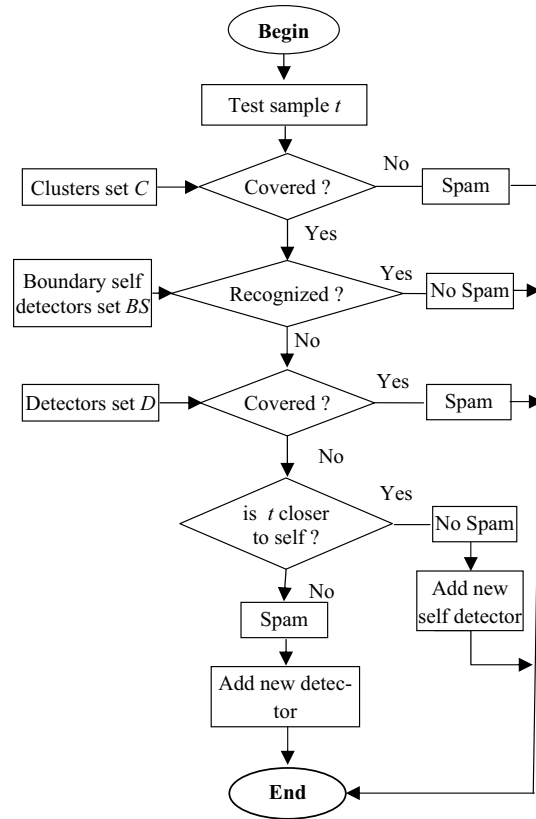 Begin
Test sample t
No
Clusters set C
Covered ?
Spam
Yes
Boundary self
detectors set BS
Recognized ?
Yes
No Spam
No
Detectors set D
Covered ?
Yes
Spam
No
Yes
is t closer
to self ?
No Spam
Add new
self detector
No
Spam
Add new detec-
tor
End